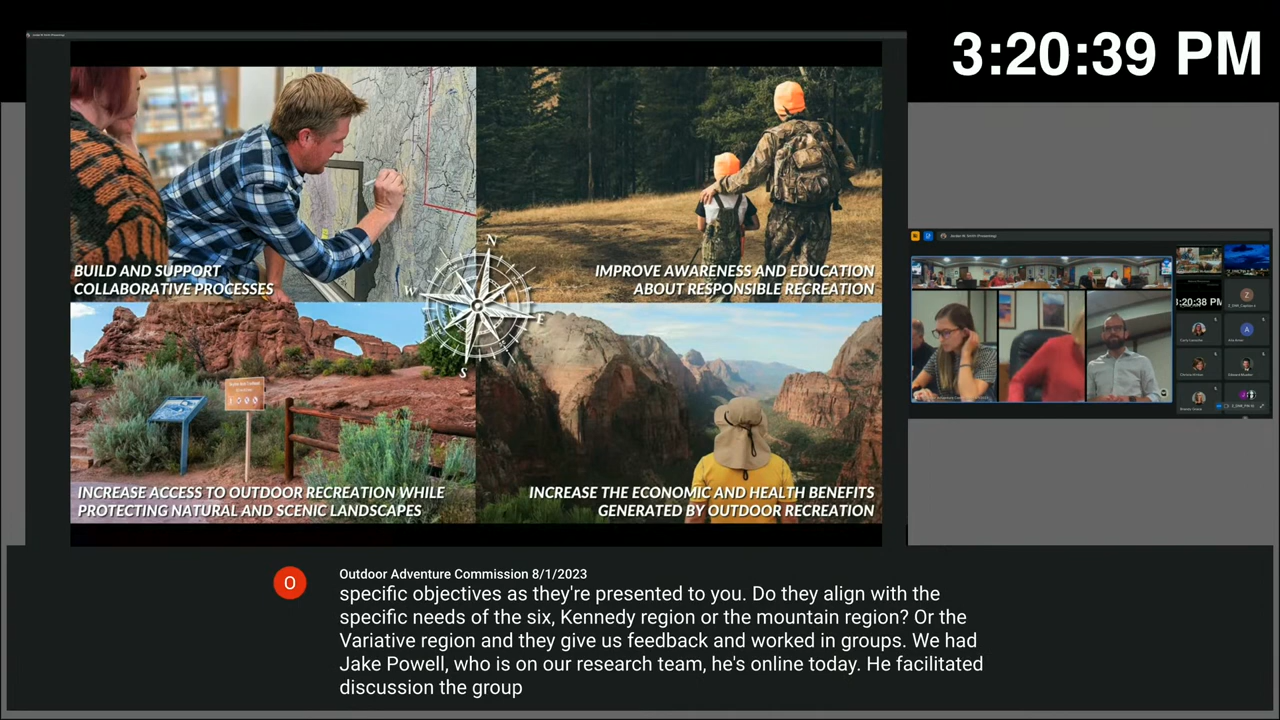 3:20:39 PM
BUILD AND SUPPORT
COLLABORATIVE PROCESSES
IMPROVE AWARENESS AND EDUCATION
ABOUT RESPONSIBLE RECREATION
N
W
E
S
INCREASE ACCESS TO OUTDOOR RECREATION WHILE
PROTECTING NATURAL AND SCENIC LANDSCAPES
INCREASE THE ECONOMIC AND HEALTH BENEFITS
GENERATED BY OUTDOOR RECREATION
3:20:38 PM
Z
A
O
Outdoor Adventure Commission 8/1/2023
specific objectives as they're presented to you. Do they align with the
specific needs of the six, Kennedy region or the mountain region? Or the
Variative region and they give us feedback and worked in groups. We had
Jake Powell, who is on our research team, he's online today. He facilitated
discussion the group